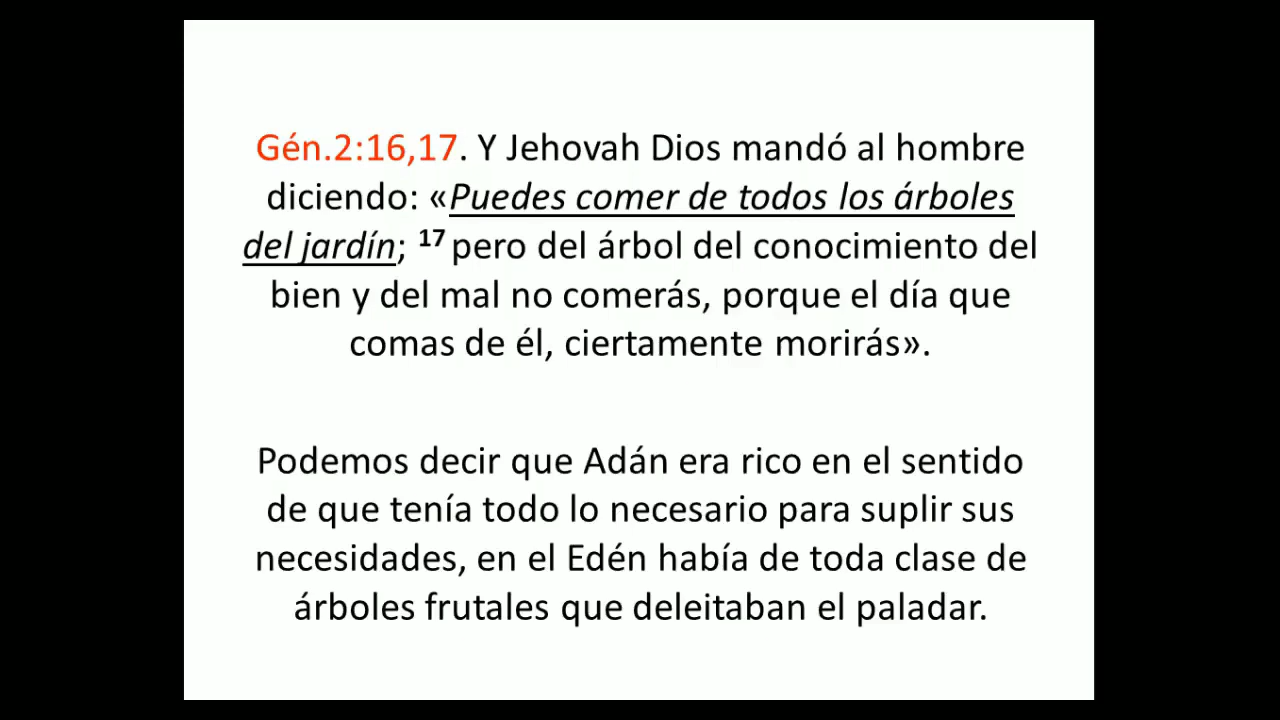 Gén.2:16,17. Y Jehovah Dios mandó al hombre
diciendo: «Puedes comer de todos los árboles
del jardín; 17 pero del árbol del conocimiento del
bien y del mal no comerás, porque el día que
comas de él, ciertamente morirás».
Podemos decir que Adán era rico en el sentido
de que tenía todo lo necesario para suplir sus
necesidades, en el Edén había de toda clase de
árboles frutales que deleitaban el paladar.